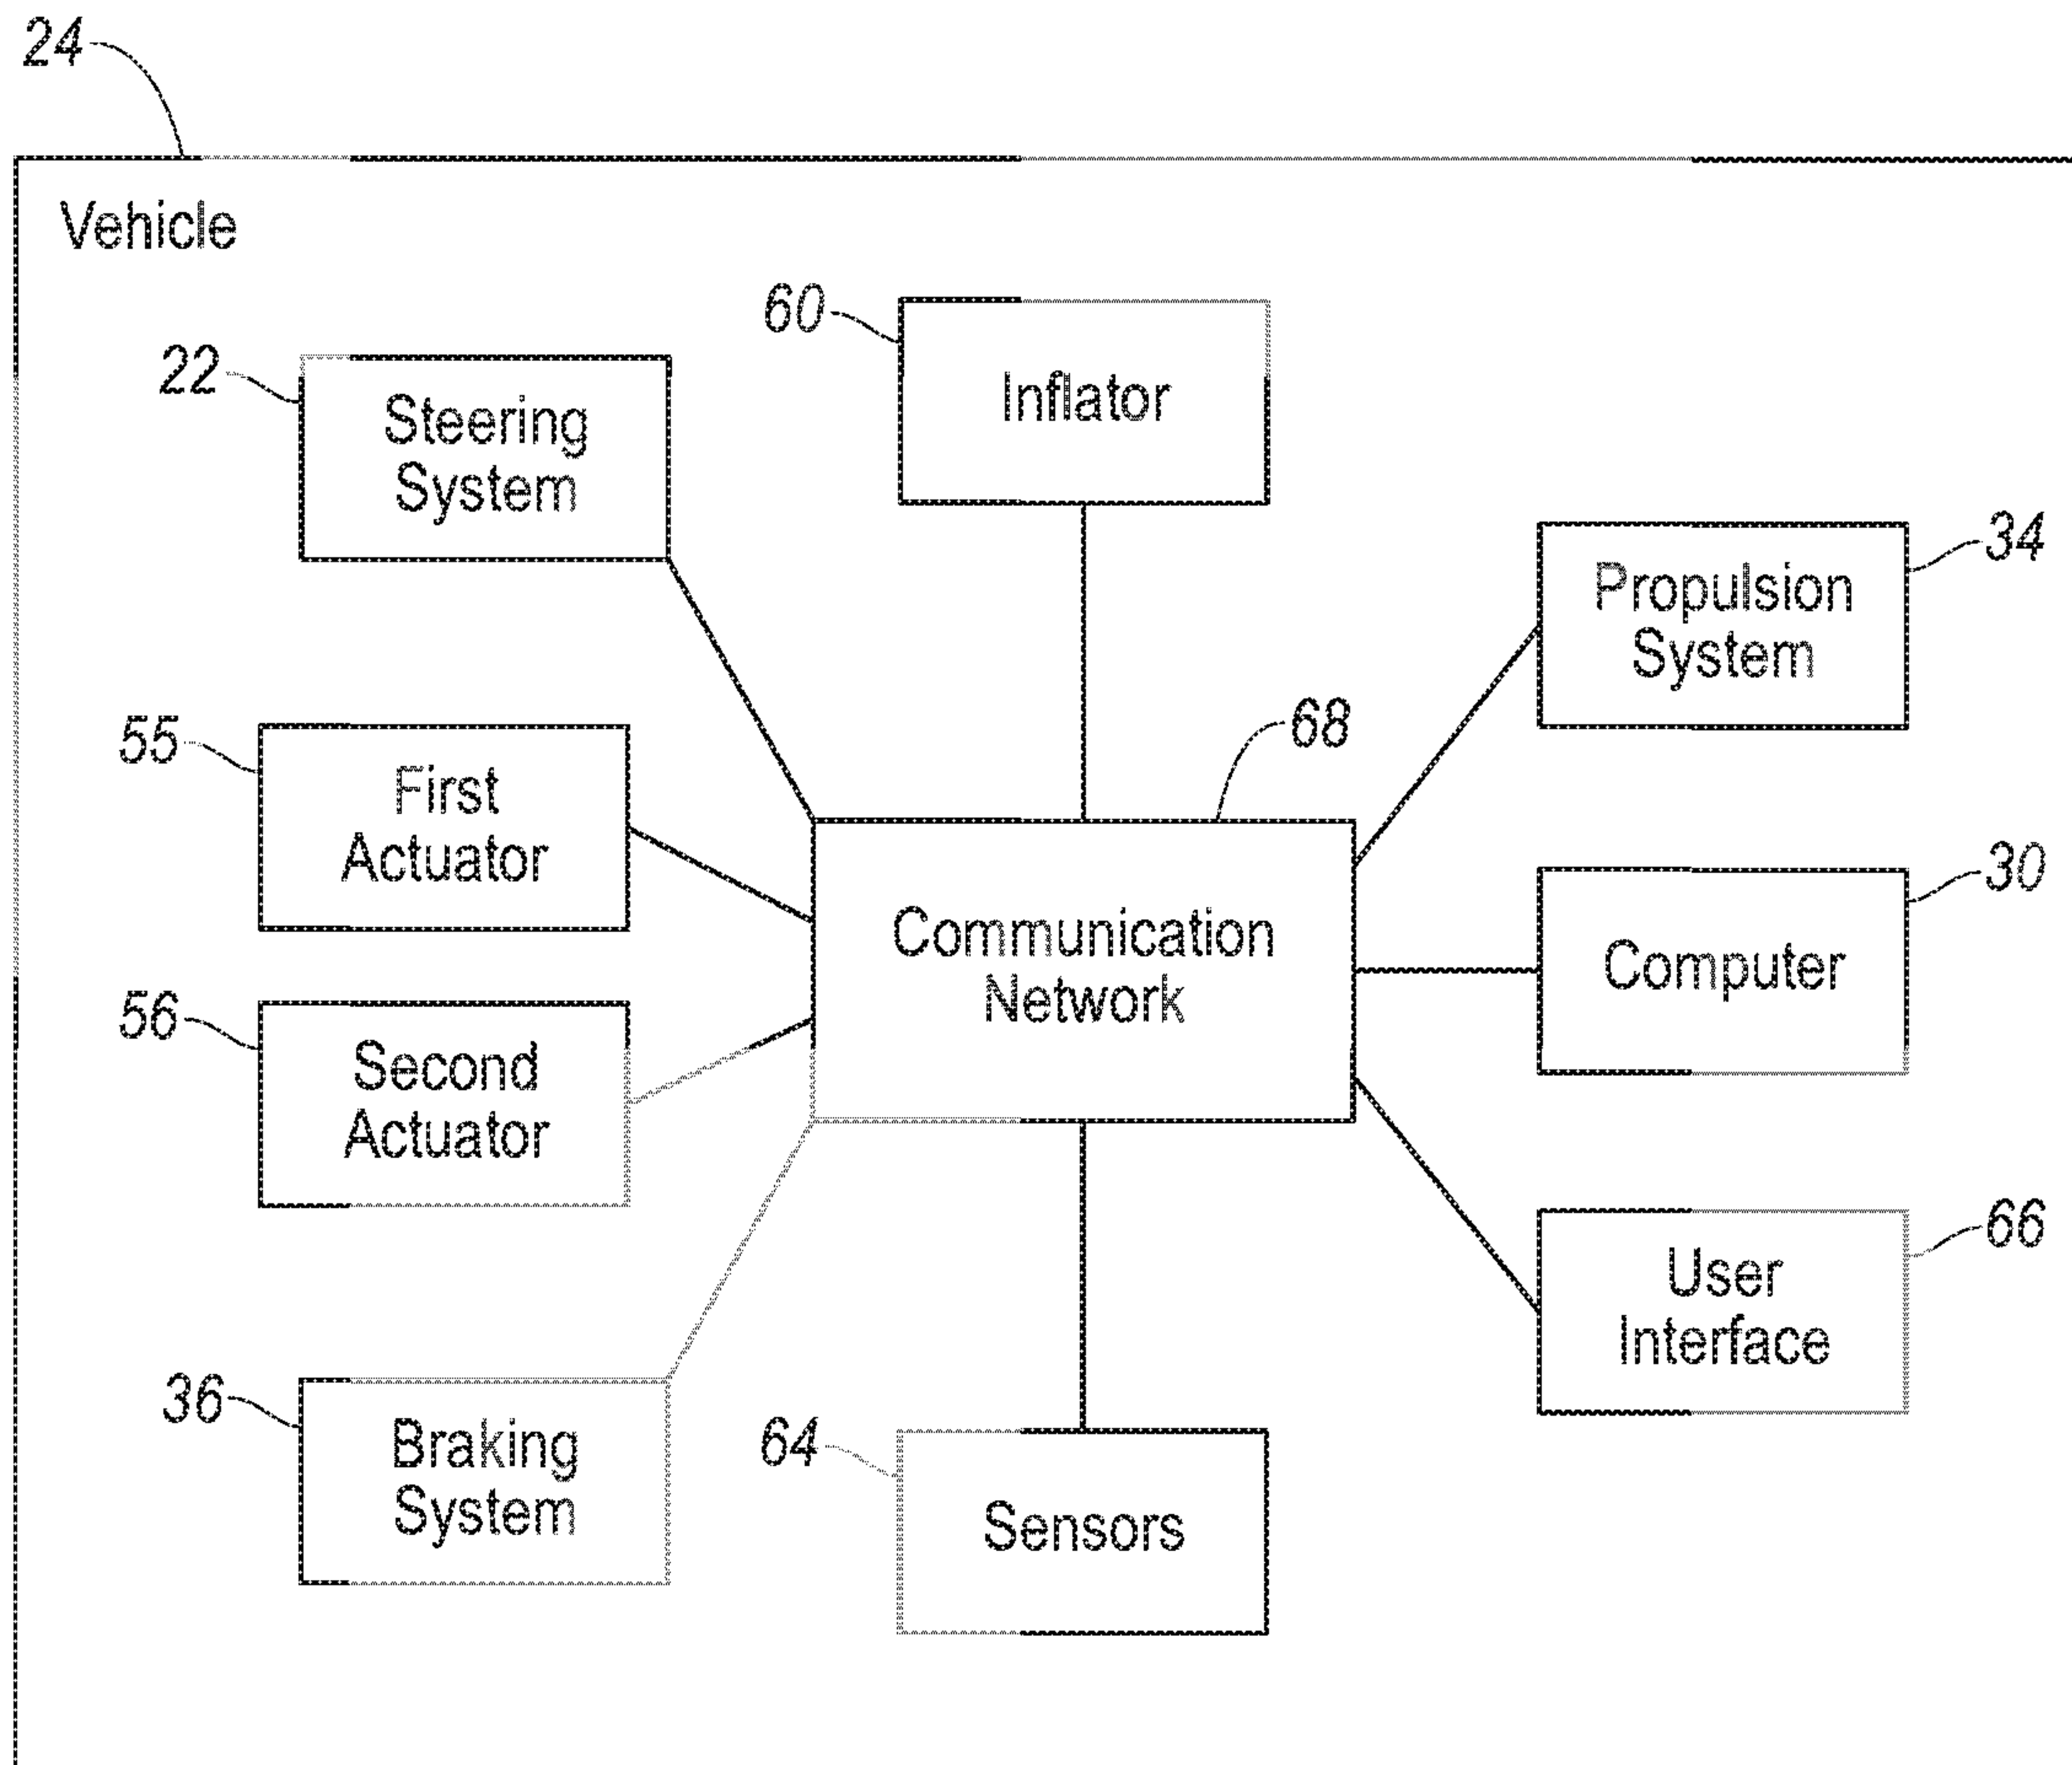 24
Vehicle
60
Inflator
22
Steering
System
34
Propulsion
System
55
First
Actuator
68
Communication
Network
30
Computer
56
Second
Actuator
66
User
Interface
36
Braking
System
64
Sensors